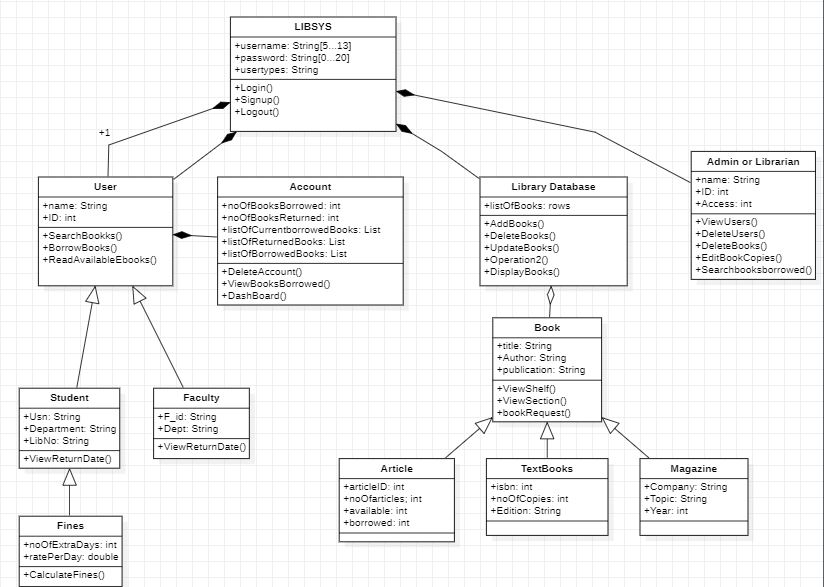 LIBSYS
+username: String[5...13]
+password: String[0...20]
+usertypes: String
+Login()
+Signup()
+Logout()
+1
User
+name: String
+ID: int
+SearchBookks()
+BorrowBooks()
+ReadAvailableEbooks()
Account
+noOfBooksBorrowed: int
+noOfBooksReturned: int
+listOfCurrentborrowedBooks: List
+listOfReturnedBooks: List
+listOfBorrowedBooks: List
+DeleteAccount()
+ViewBooksBorrowed()
+DashBoard()
Library Database
+listOfBooks: rows
+AddBooks()
+DeleteBooks()
+UpdateBooks()
+Operation2()
+DisplayBooks()
Admin or Librarian
+name: String
+ID: int
+Access: int
+ViewUsers()
+DeleteUsers()
+DeleteBooks()
+EditBookCopies()
+Searchbooksborrowed()
Book
+title: String
+Author: String
+publication: String
+ViewShelf()
+ViewSection()
+bookRequest()
Student
+Usn: String
+Department: String
+LibNo: String
+ViewReturnDate()
Faculty
+F_id: String
+Dept: String
+ViewReturnDate()
Article
+articleID: int
+noOfarticles; int
+available: int
+borrowed: int
TextBooks
+isbn: int
+noOfCopies: int
+Edition: String
Magazine
+Company: String
+Topic: String
+Year: int
Fines
+noOfExtraDays: int
+ratePerDay: double
+CalculateFines()